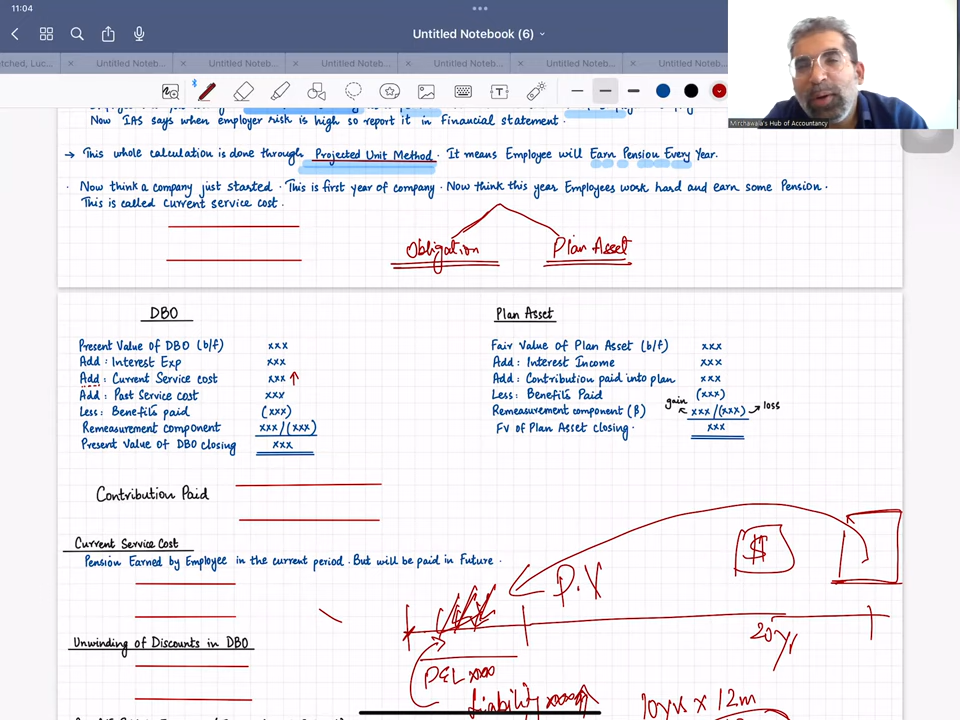 11:04
Untitled Notebook (6)
etched, Luc...
Untitled Noteb...
Untitled Noteb...
Untitled Noteb...
Untitled Noteb...
Untitled Noteb...
Untitled Noteb...
Mirchawala's Hub of Accountancy
Now IAS says when employer risk is high so report it in Financial statement.
→ This whole calculation is done through Projected Unit Method. It means Employee will Earn Pension Every Year.
· Now think a company just started. This is first year of company. Now think this year Employees work hard and earn some Pension.
This is called current service cost.
Obligation
Plan Asset
DBO
Present Value of DBO (b/f) xxx
Add: Interest Exp xxx
Add: Current Service cost xxx ↑
Add: Past Service cost xxx
Less: Benefits paid (xxx)
Remeasurement component xxx/(xxx)
Present Value of DBO closing xxx
Plan Asset
Fair Value of Plan Asset (b/f) xxx
Add: Interest Income xxx
Add: Contribution paid into plan xxx
Less: Benefits Paid (xxx)
Remeasurement component (β) gain xxx/(xxx) → loss
FV of Plan Asset closing. xxx
Contribution Paid
Current Service Cost
Pension Earned by Employee in the current period. But will be paid in Future.
$
P.V
20yr
P&L xxx
Liability xxx
Unwinding of Discounts in DBO
10yrs x 12m